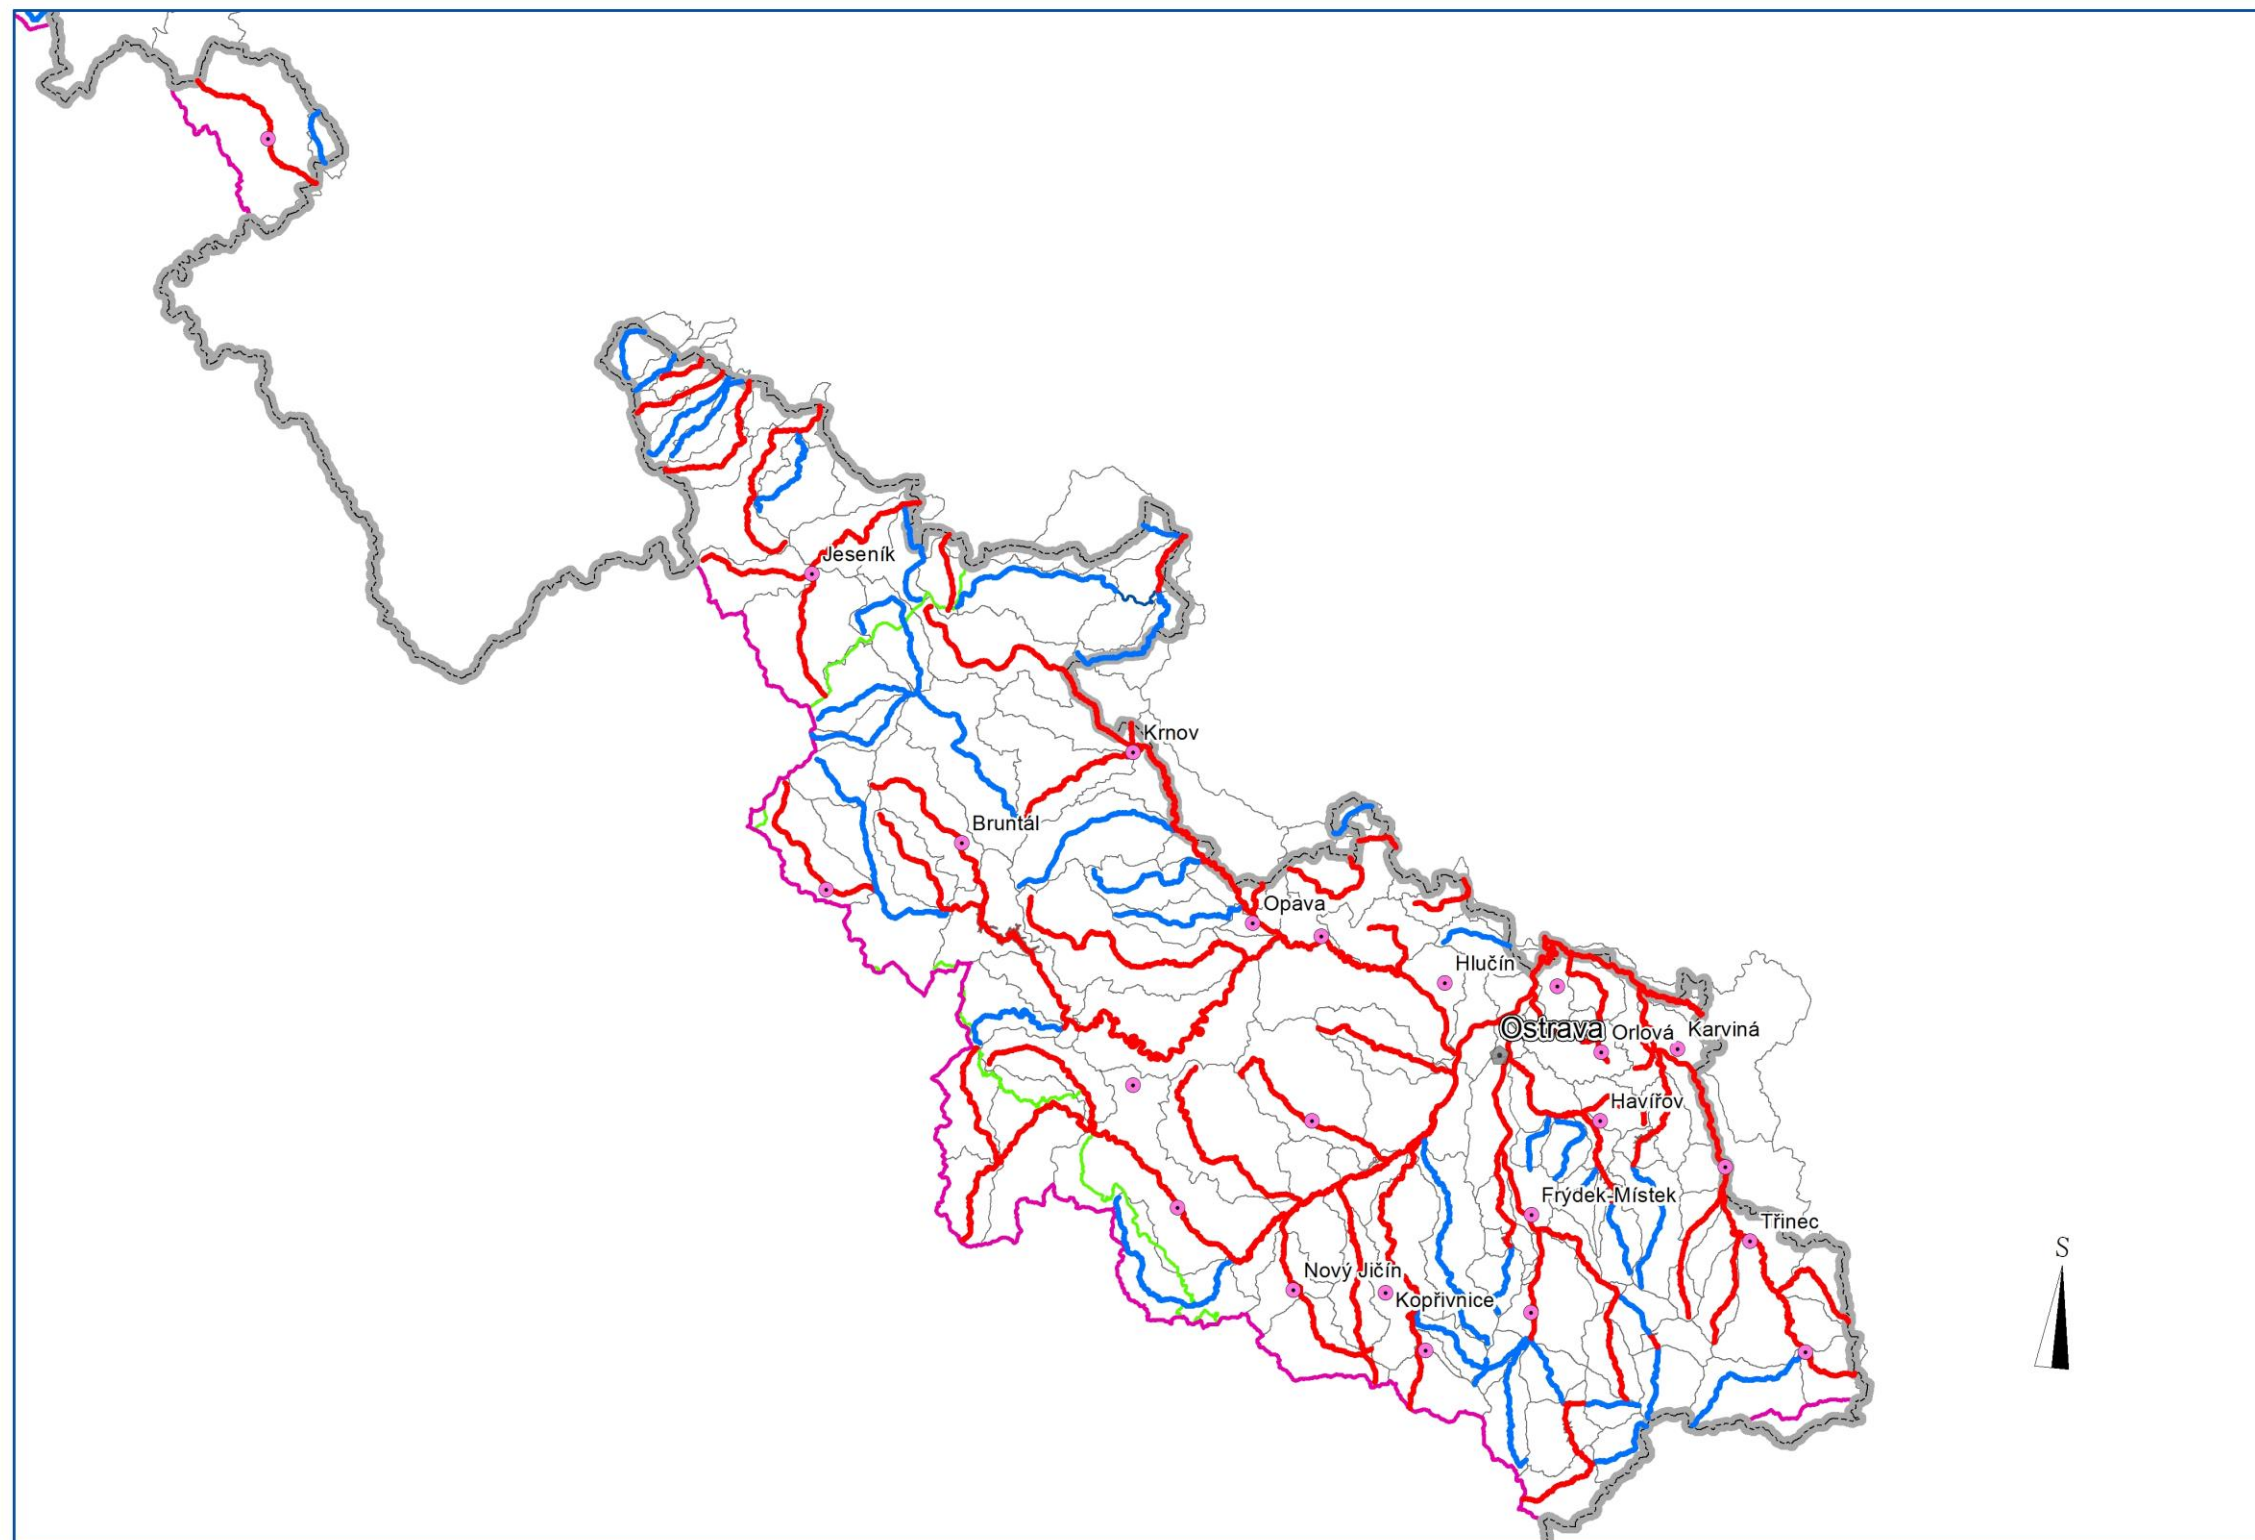 Jeseník
Krnov
Bruntál
Opava
Hlučín
Ostrava
Orlová
Karviná
Havířov
Frýdek-Místek
Třinec
Nový Jičín
Kopřivnice
S